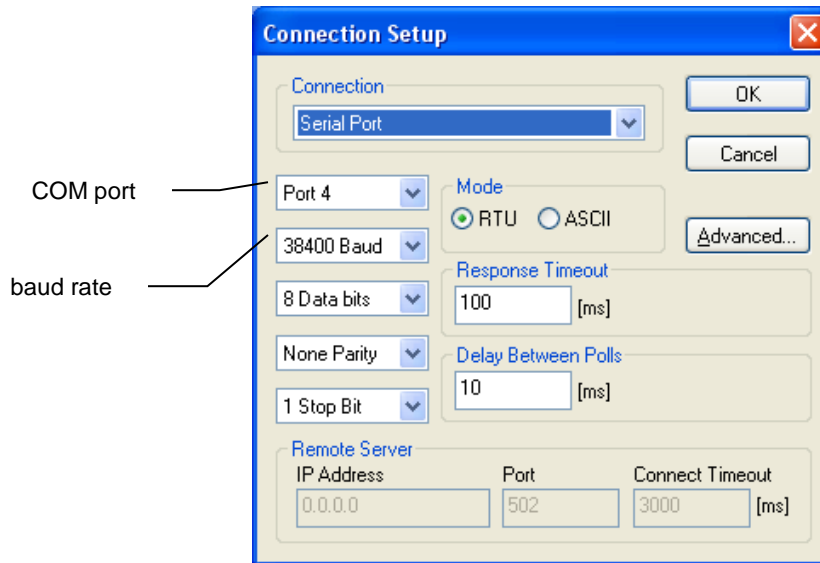 Connection Setup
Connection
Serial Port
OK
Cancel
COM port
Port 4
Mode
RTU
ASCII
Advanced...
38400 Baud
baud rate
Response Timeout
8 Data bits
100 [ms]
None Parity
Delay Between Polls
10 [ms]
1 Stop Bit
Remote Server
IP Address Port Connect Timeout
0.0.0.0 502 3000 [ms]